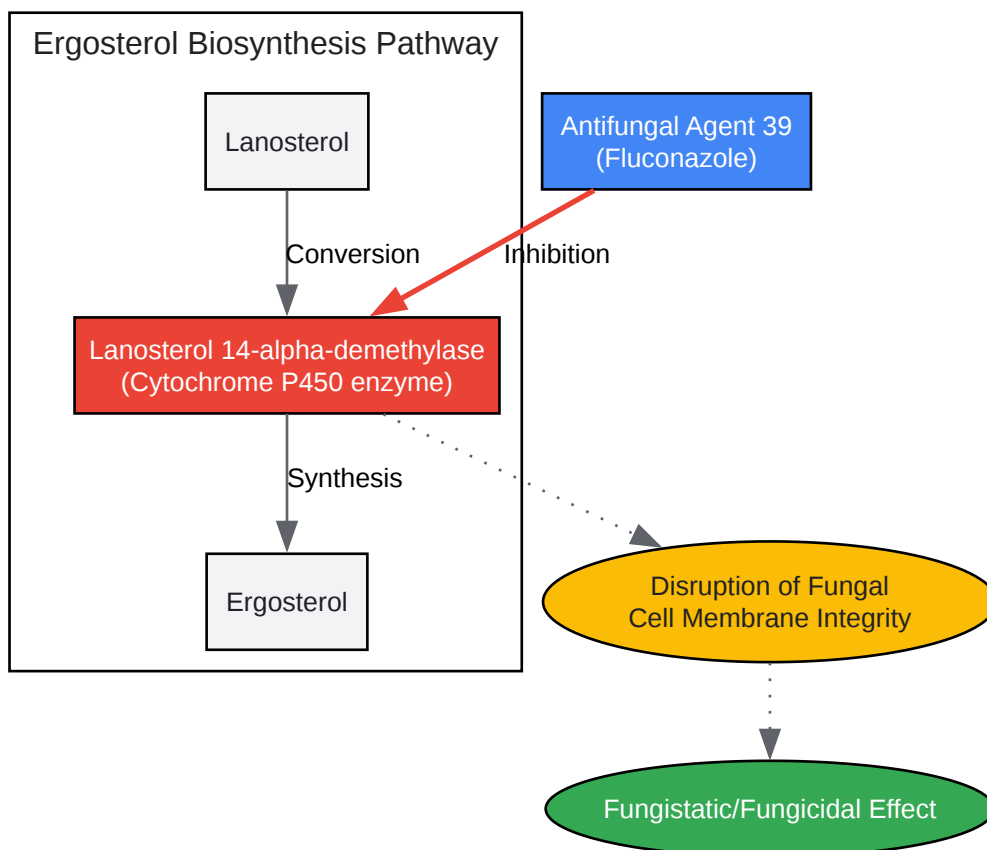 Ergosterol Biosynthesis Pathway
Lanosterol
Antifungal Agent 39
(Fluconazole)
Conversion
Inhibition
Lanosterol 14-alpha-demethylase
(Cytochrome P450 enzyme)
Synthesis
Ergosterol
Disruption of Fungal
Cell Membrane Integrity
Fungistatic/Fungicidal Effect